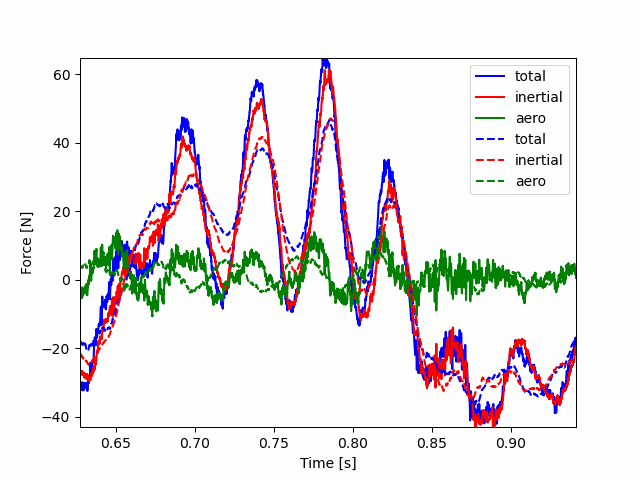 60
40
20
0
−20
−40
Force [N]
total
inertial
aero
total
inertial
aero
0.65 0.70 0.75 0.80 0.85 0.90
Time [s]